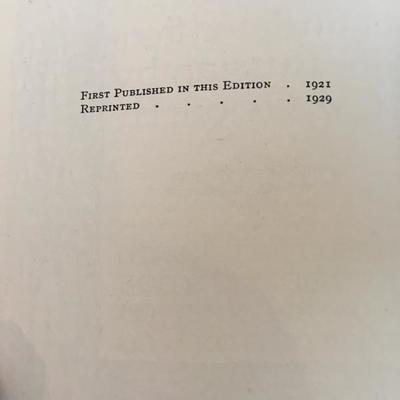 First Published in this Edition . 1921
Reprinted . . . . . 1929